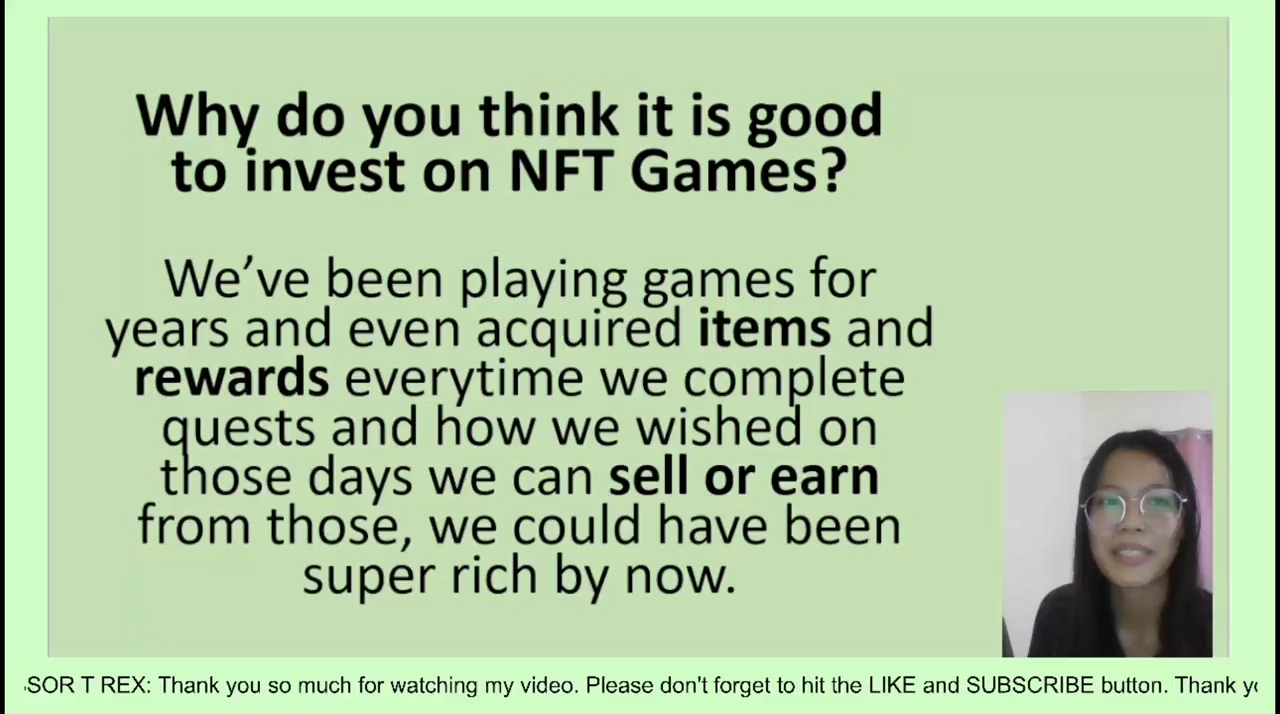 Why do you think it is good
to invest on NFT Games?
We've been playing games for
years and even acquired items and
rewards everytime we complete
quests and how we wished on
those days we can sell or earn
from those, we could have been
super rich by now.
SOR T REX: Thank you so much for watching my video. Please don't forget to hit the LIKE and SUBSCRIBE button. Thank